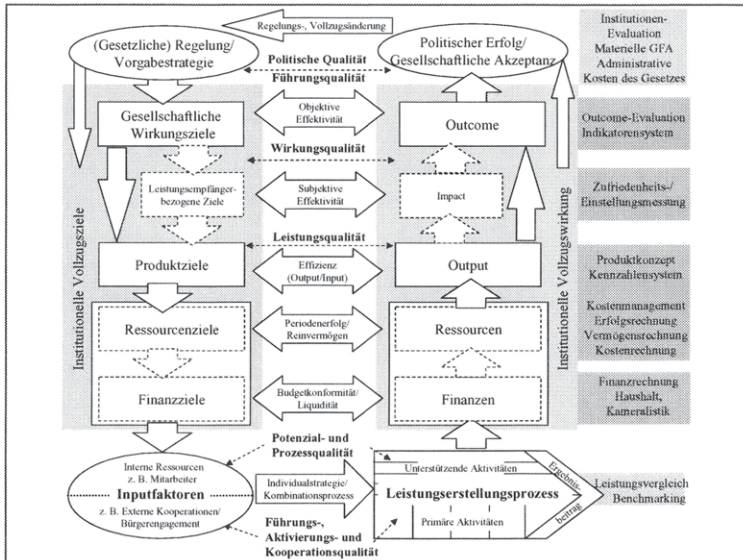 Regelungs-, Vollzugsänderung
(Gesetzliche) Regelung/
Vorgabestrategie
Politische Qualität
Führungsqualität
Politischer Erfolg/
Gesellschaftliche Akzeptanz
Institutionen-
Evaluation
Materielle GFA
Administrative
Kosten des Gesetzes
Gesellschaftliche
Wirkungsziele
Objektive
Effektivität
Outcome
Outcome-Evaluation
Indikatorensystem
Wirkungsqualität
Leistungsempfänger-
bezogene Ziele
Subjektive
Effektivität
Impact
Zufriedenheits-/
Einstellungsmessung
Leistungsqualität
Produktziele
Effizienz
(Output/Input)
Output
Produktkonzept
Kennzahlensystem
Institutionelle Vollzugsziele
Institutionelle Vollzugswirkung
Ressourcenziele
Periodenerfolg/
Reinvermögen
Ressourcen
Kostenmanagement
Erfolgsrechnung
Vermögensrechnung
Kostenrechnung
Finanzziele
Budgetkonformität/
Liquidität
Finanzen
Finanzrechnung
Haushalt,
Kameralistik
Potenzial- und
Prozessqualität
Interne Ressourcen
z. B. Mitarbeiter
Inputfaktoren
z. B. Externe Kooperationen/
Bürgerengagement
Individualstrategie/
Kombinationsprozess
Führungs-,
Aktivierungs- und
Kooperationsqualität
Unterstützende Aktivitäten
Leistungserstellungsprozess
Primäre Aktivitäten
Ergebnis-
beitrag
Leistungsvergleich
Benchmarking